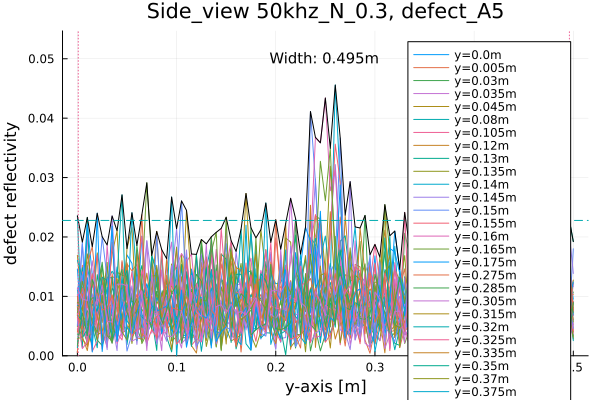 Side_view 50khz_N_0.3, defect_A5
Width: 0.495m
defect reflectivity
0.05
0.04
0.03
0.02
0.01
0.00
0.0
0.1
0.2
0.3
.5
y-axis [m]
y=0.0m
y=0.005m
y=0.03m
y=0.035m
y=0.045m
y=0.08m
y=0.105m
y=0.12m
y=0.13m
y=0.135m
y=0.14m
y=0.145m
y=0.15m
y=0.155m
y=0.16m
y=0.165m
y=0.175m
y=0.275m
y=0.285m
y=0.305m
y=0.315m
y=0.32m
y=0.325m
y=0.335m
y=0.35m
y=0.37m
y=0.375m